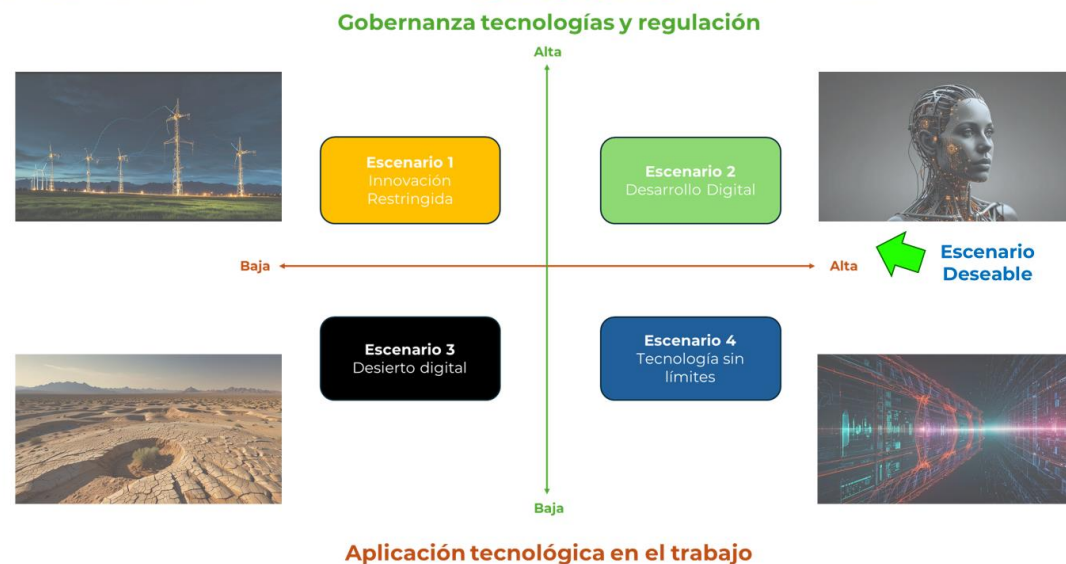 Gobernanza tecnologías y regulación
Alta
Escenario 1
Innovación
Restringida
Escenario 2
Desarrollo Digital
Baja
Alta
Escenario
Deseable
Escenario 3
Desierto digital
Escenario 4
Tecnología sin
límites
Baja
Aplicación tecnológica en el trabajo